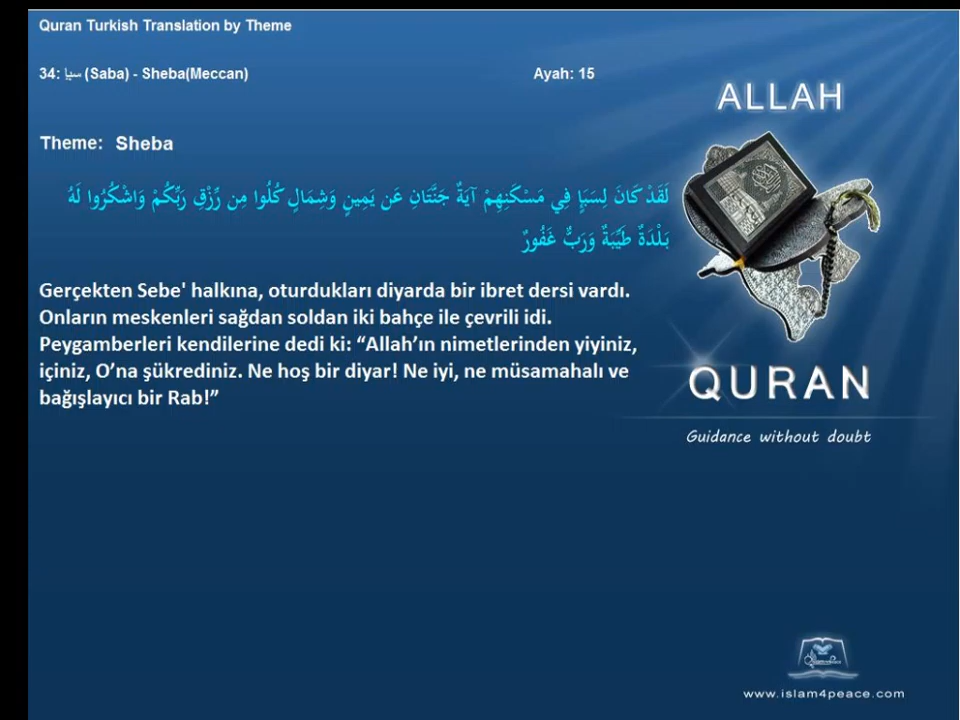 Quran Turkish Translation by Theme
34: سبإ (Saba) - Sheba(Meccan)
Ayah: 15
ALLAH
Theme: Sheba
لَقَدْ كَانَ لِسَبَإٍ فِي مَسْكَنِهِمْ آيَةٌ جَنَّتَانِ عَن يَمِينٍ وَشِمَالٍ كُلُوا مِن رِّزْقِ رَبِّكُمْ وَاشْكُرُوا لَهُ
بَلْدَةٌ طَيِّبَةٌ وَرَبٌّ غَفُورٌ
Gerçekten Sebe' halkına, oturdukları diyarda bir ibret dersi vardı.
Onların meskenleri sağdan soldan iki bahçe ile çevrili idi.
Peygamberleri kendilerine dedi ki: “Allah’ın nimetlerinden yiyiniz,
içiniz, O’na şükrediniz. Ne hoş bir diyar! Ne iyi, ne müsamahalı ve
bağışlayıcı bir Rab!”
QURAN
Guidance without doubt
www.islam4peace.com